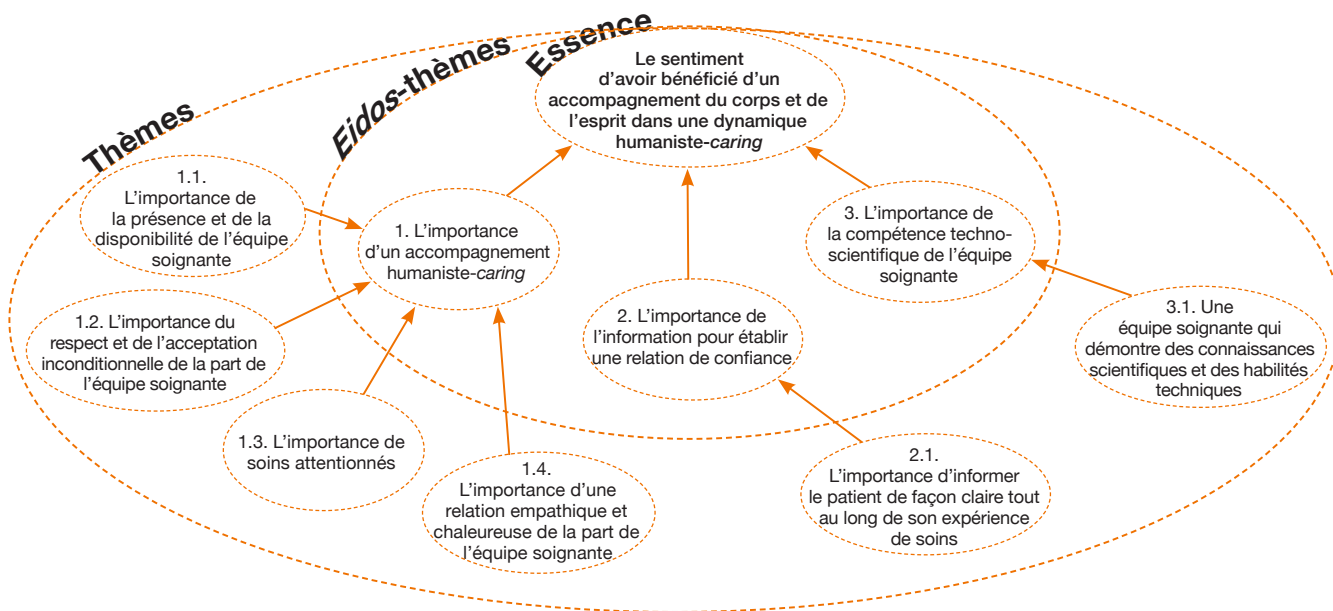 Thèmes
Eidos-thèmes
Essence
Le sentiment
d’avoir bénéficié d’un
accompagnement du corps et de
l’esprit dans une dynamique
humaniste-caring
1.1.
L’importance de
la présence et de la
disponibilité de l’équipe
soignante
1. L’importance
d’un accompagnement
humaniste-caring
3. L’importance de
la compétence techno-
scientifique de l’équipe
soignante
1.2. L’importance du
respect et de l’acceptation
inconditionnelle de la part de
l’équipe soignante
2. L’importance de
l’information pour établir
une relation de confiance
3.1. Une
équipe soignante qui
démontre des connaissances
scientifiques et des habilités
techniques
1.3. L’importance de
soins attentionnés
1.4.
L’importance d’une
relation empathique et
chaleureuse de la part de
l’équipe soignante
2.1.
L’importance d’informer
le patient de façon claire tout
au long de son expérience
de soins